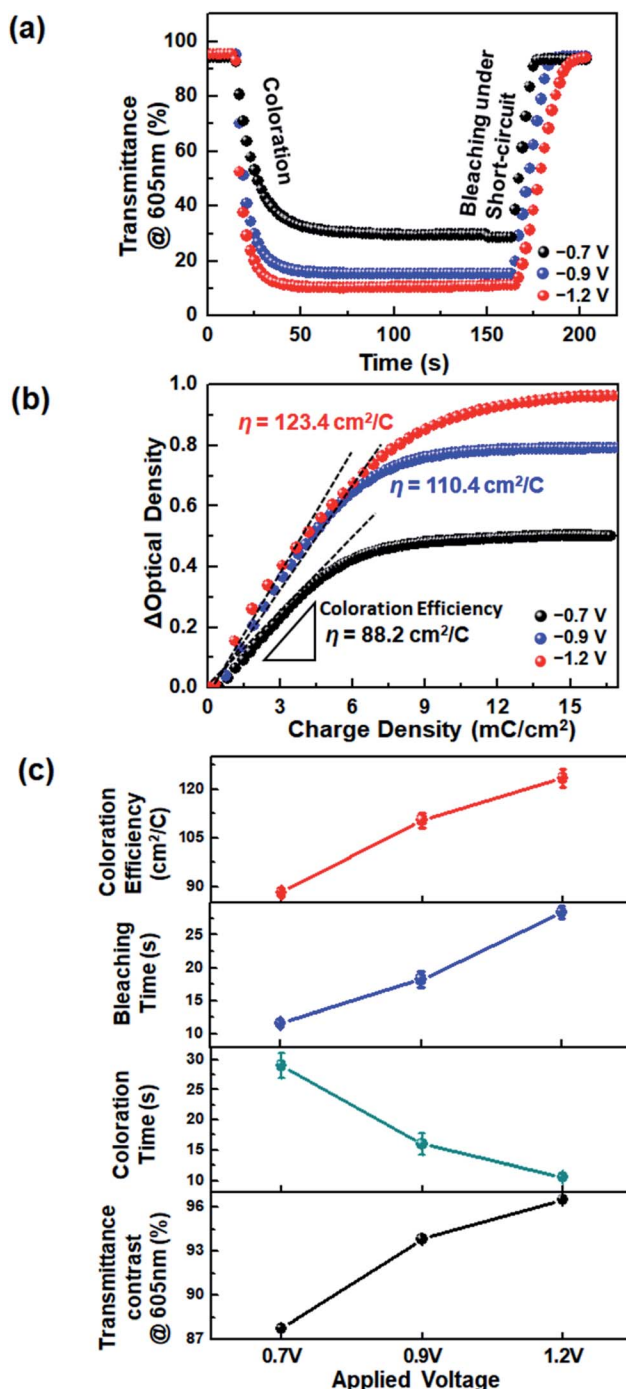 (a)
100
80
60
40
20
0
Transmittance
@ 605nm (%)
Coloration
Bleaching under
Short-circuit
−0.7 V
−0.9 V
−1.2 V
0 50 100 150 200
Time (s)
(b)
1.0
0.8
0.6
0.4
0.2
0.0
ΔOptical Density
η = 123.4 cm²/C
η = 110.4 cm²/C
Coloration Efficiency
η = 88.2 cm²/C
−0.7 V
−0.9 V
−1.2 V
0 3 6 9 12 15
Charge Density (mC/cm²)
(c)
Coloration
Efficiency
(cm²/C)
120
105
90
Bleaching
Time (s)
25
20
15
10
Coloration
Time (s)
30
25
20
15
10
Transmittance
contrast
@ 605nm (%)
96
93
90
87
0.7V 0.9V 1.2V
Applied Voltage